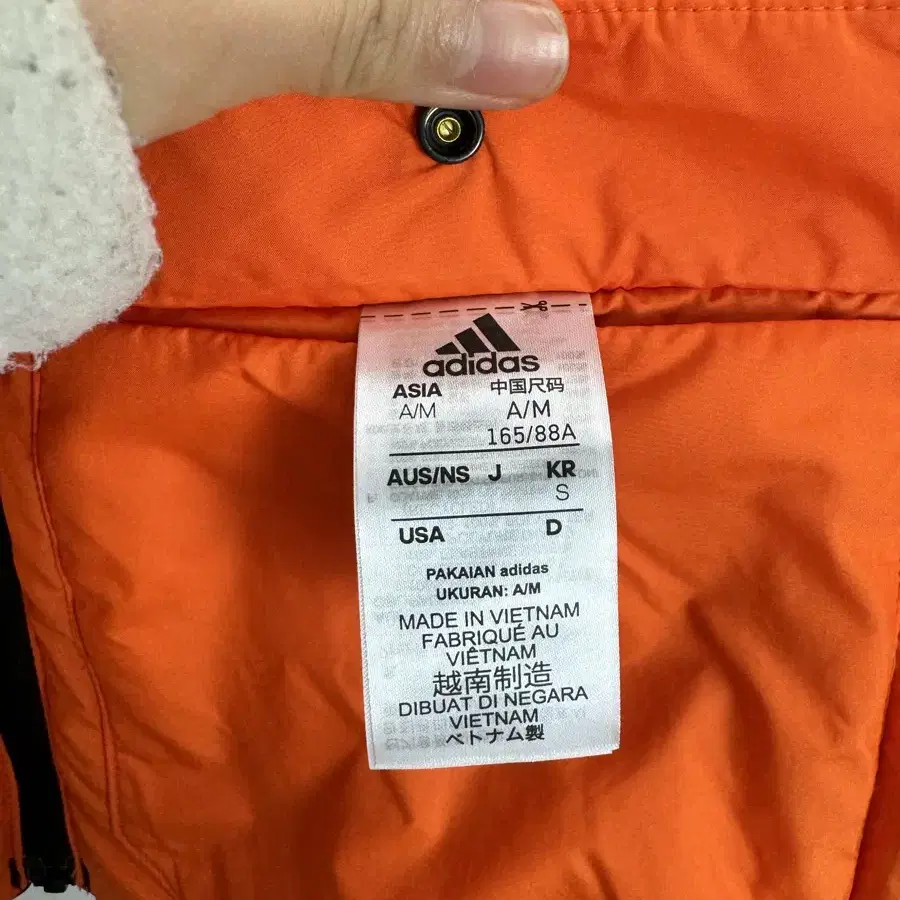 adidas
ASIA 中国尺码
A/M A/M
165/88A
AUS/NS J KR
S
USA D
PAKAIAN adidas
UKURAN: A/M
MADE IN VIETNAM
FABRIQUÉ AU
VIÊTNAM
越南制造
DIBUAT DI NEGARA
VIETNAM
ベトナム製